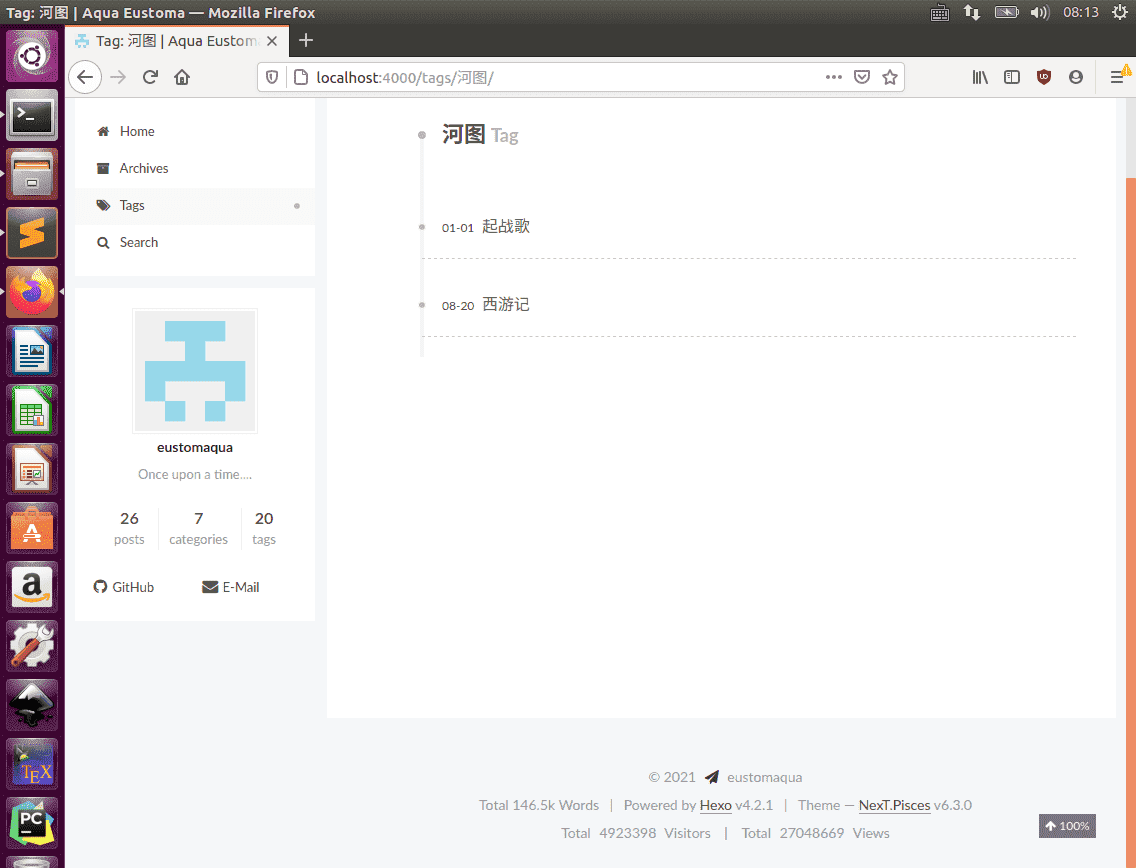 Tag: 河图 | Aqua Eustoma — Mozilla Firefox
08:13
Tag: 河图 | Aqua Eustom
localhost:4000/tags/河图/
Home
Archives
Tags
Search
河图 Tag
01-01 起战歌
08-20 西游记
eustomaqua
Once upon a time....
26 7 20
posts categories tags
GitHub E-Mail
© 2021 eustomaqua
Total 146.5k Words | Powered by Hexo v4.2.1 | Theme — NexT.Pisces v6.3.0
Total 4923398 Visitors | Total 27048669 Views
100%
A
a
TEX
PC